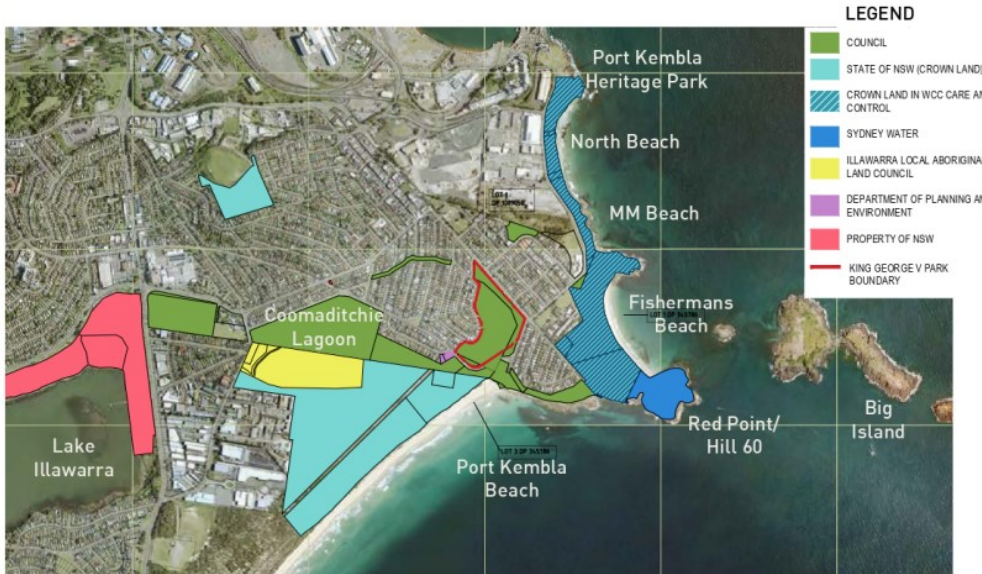 LEGEND
COUNCIL
STATE OF NSW (CROWN LAND)
CROWN LAND IN WCC CARE AN
CONTROL
SYDNEY WATER
ILLAWARRA LOCAL ABORIGINA
LAND COUNCIL
DEPARTMENT OF PLANNING AN
ENVIRONMENT
PROPERTY OF NSW
KING GEORGE V PARK
BOUNDARY
Port Kembla
Heritage Park
North Beach
MM Beach
Fishermans
Beach
Coomaditchie
Lagoon
Lake
Illawarra
Port Kembla
Beach
Red Point/
Hill 60
Big
Island